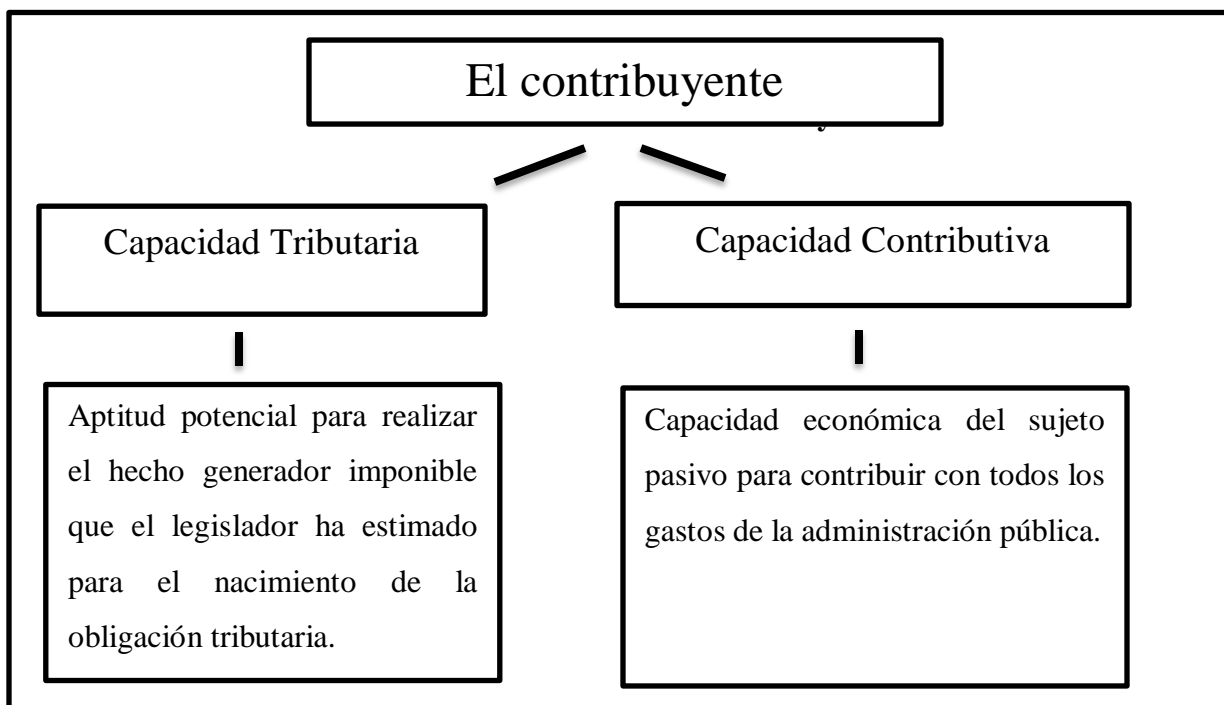 El contribuyente
Capacidad Tributaria
Capacidad Contributiva
Aptitud potencial para realizar
el hecho generador imponible
que el legislador ha estimado
para el nacimiento de la
obligación tributaria.
Capacidad económica del sujeto
pasivo para contribuir con todos los
gastos de la administración pública.